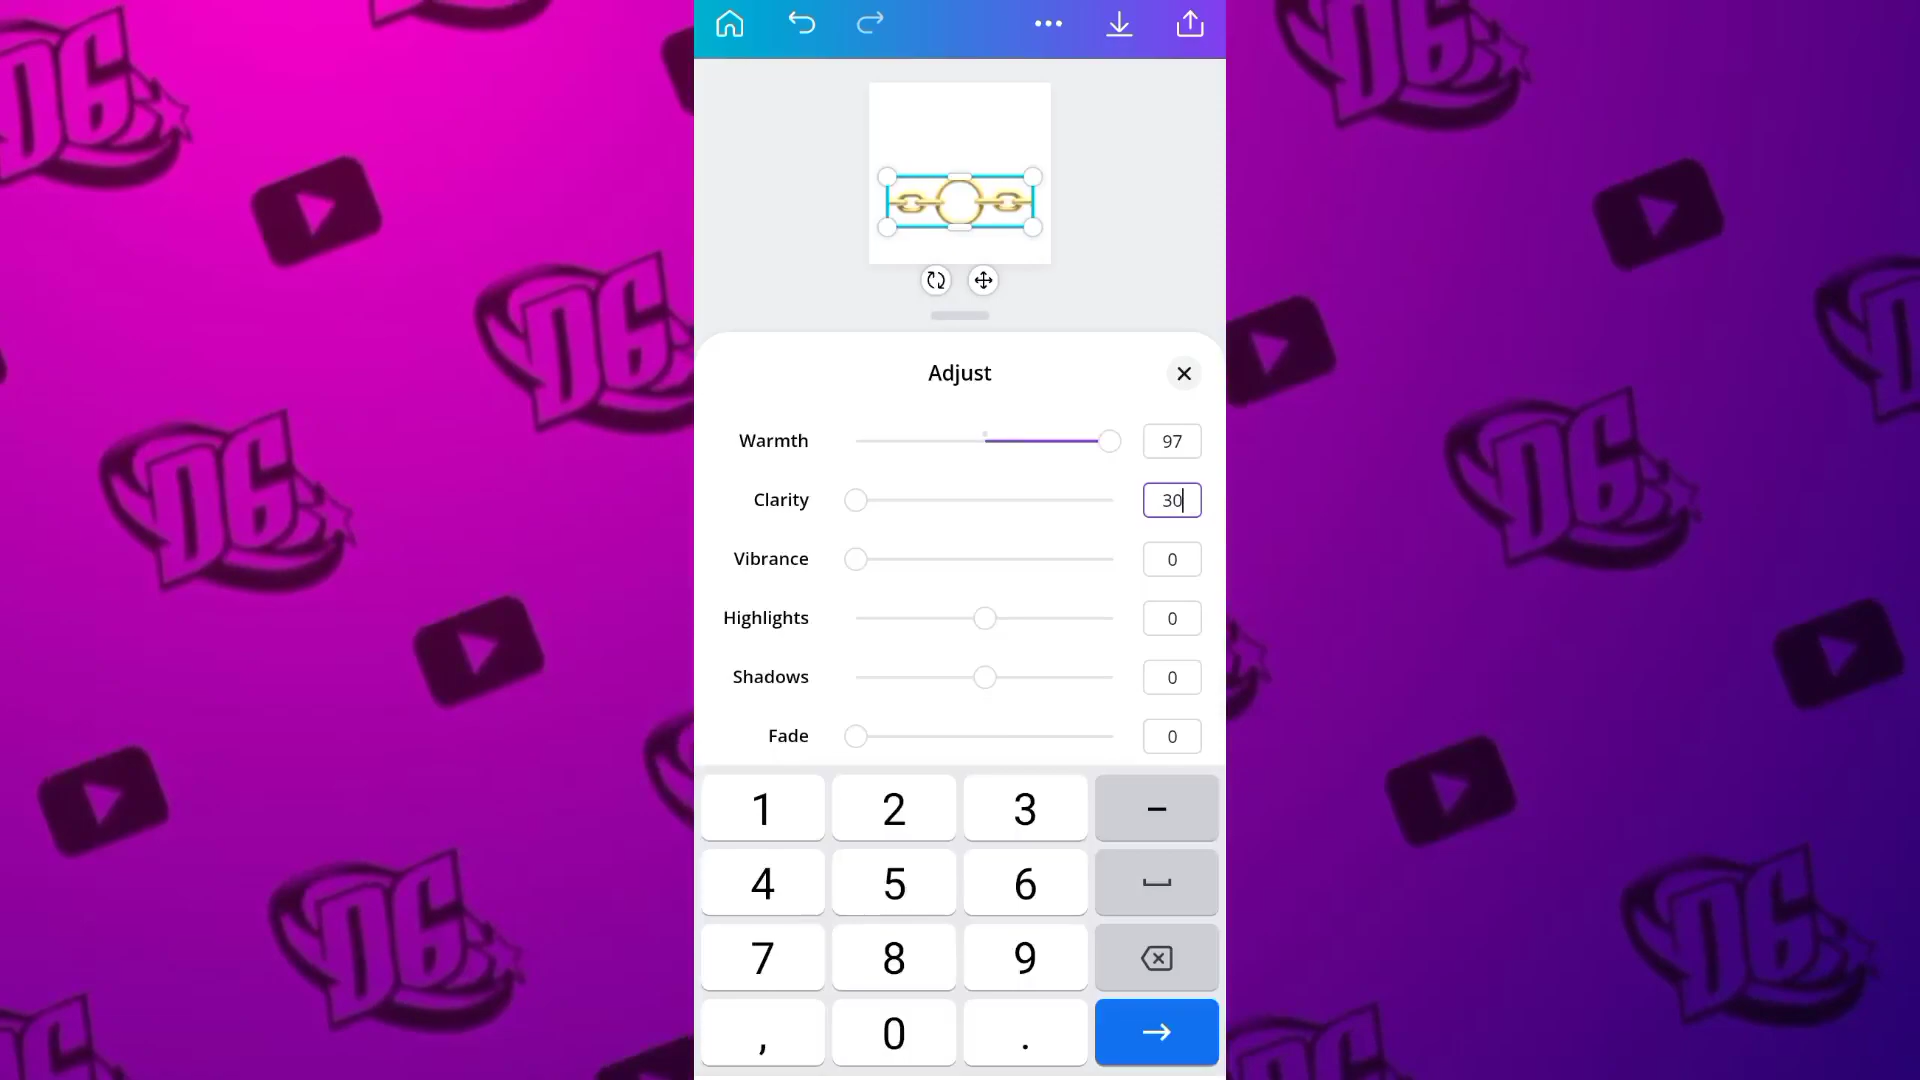 D6
Adjust
Warmth 97
Clarity 30
Vibrance 0
Highlights 0
Shadows 0
Fade 0
1 2 3 -
4 5 6
7 8 9
, 0 .